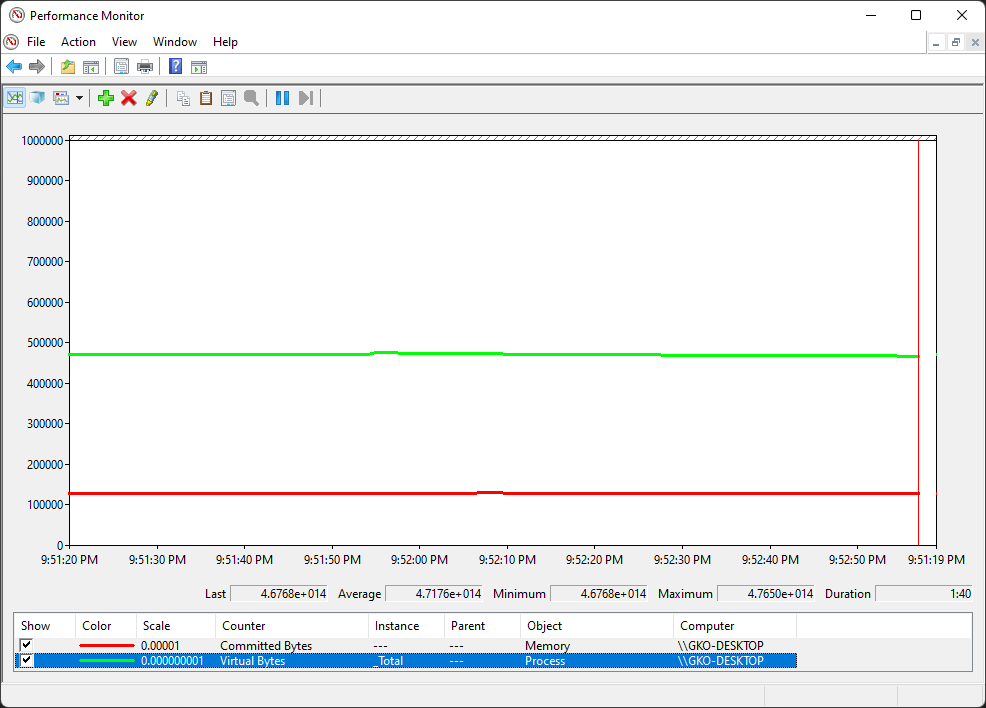 Performance Monitor
File Action View Window Help
1000000
900000
800000
700000
600000
500000
400000
300000
200000
100000
0
9:51:20 PM 9:51:30 PM 9:51:40 PM 9:51:50 PM 9:52:00 PM 9:52:10 PM 9:52:20 PM 9:52:30 PM 9:52:40 PM 9:52:50 PM 9:51:19 PM
Last 4.6768e+014 Average 4.7176e+014 Minimum 4.6768e+014 Maximum 4.7650e+014 Duration 1:40
Show Color Scale Counter Instance Parent Object Computer
0.00001 Committed Bytes --- --- Memory \\GKO-DESKTOP
0.000000001 Virtual Bytes _Total --- Process \\GKO-DESKTOP